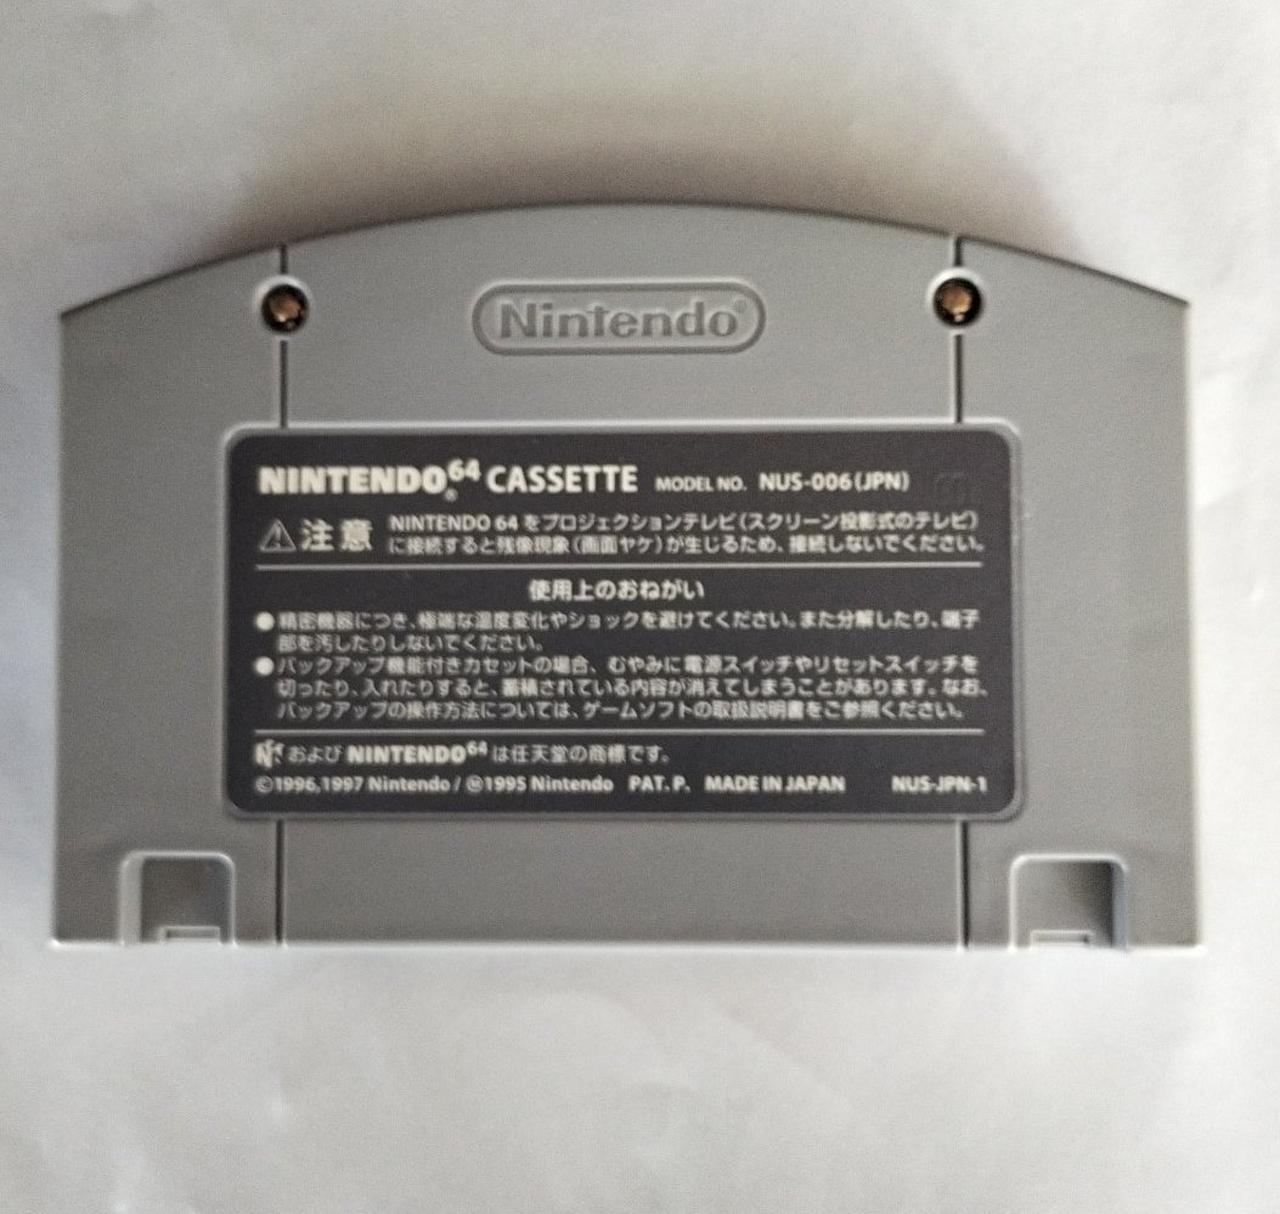 Nintendo®
NINTENDO64® CASSETTE MODEL NO. NUS-006(JPN)
⚠注意 NINTENDO 64 をプロジェクションテレビ(スクリーン投影式のテレビ)
に接続すると残像現象(画面ヤケ)が生じるため、接続しないでください。
使用上のおねがい
●精密機器につき、極端な温度変化やショックを避けてください。また分解したり、端子
部を汚したりしないでください。
●バックアップ機能付きカセットの場合、むやみに電源スイッチやリセットスイッチを
切ったり、入れたりすると、蓄積されている内容が消えてしまうことがあります。なお、
バックアップの操作方法については、ゲームソフトの取扱説明書をご参照ください。
および NINTENDO64 は任天堂の商標です。
©1996,1997 Nintendo / Ⓜ1995 Nintendo PAT. P. MADE IN JAPAN NUS-JPN-1